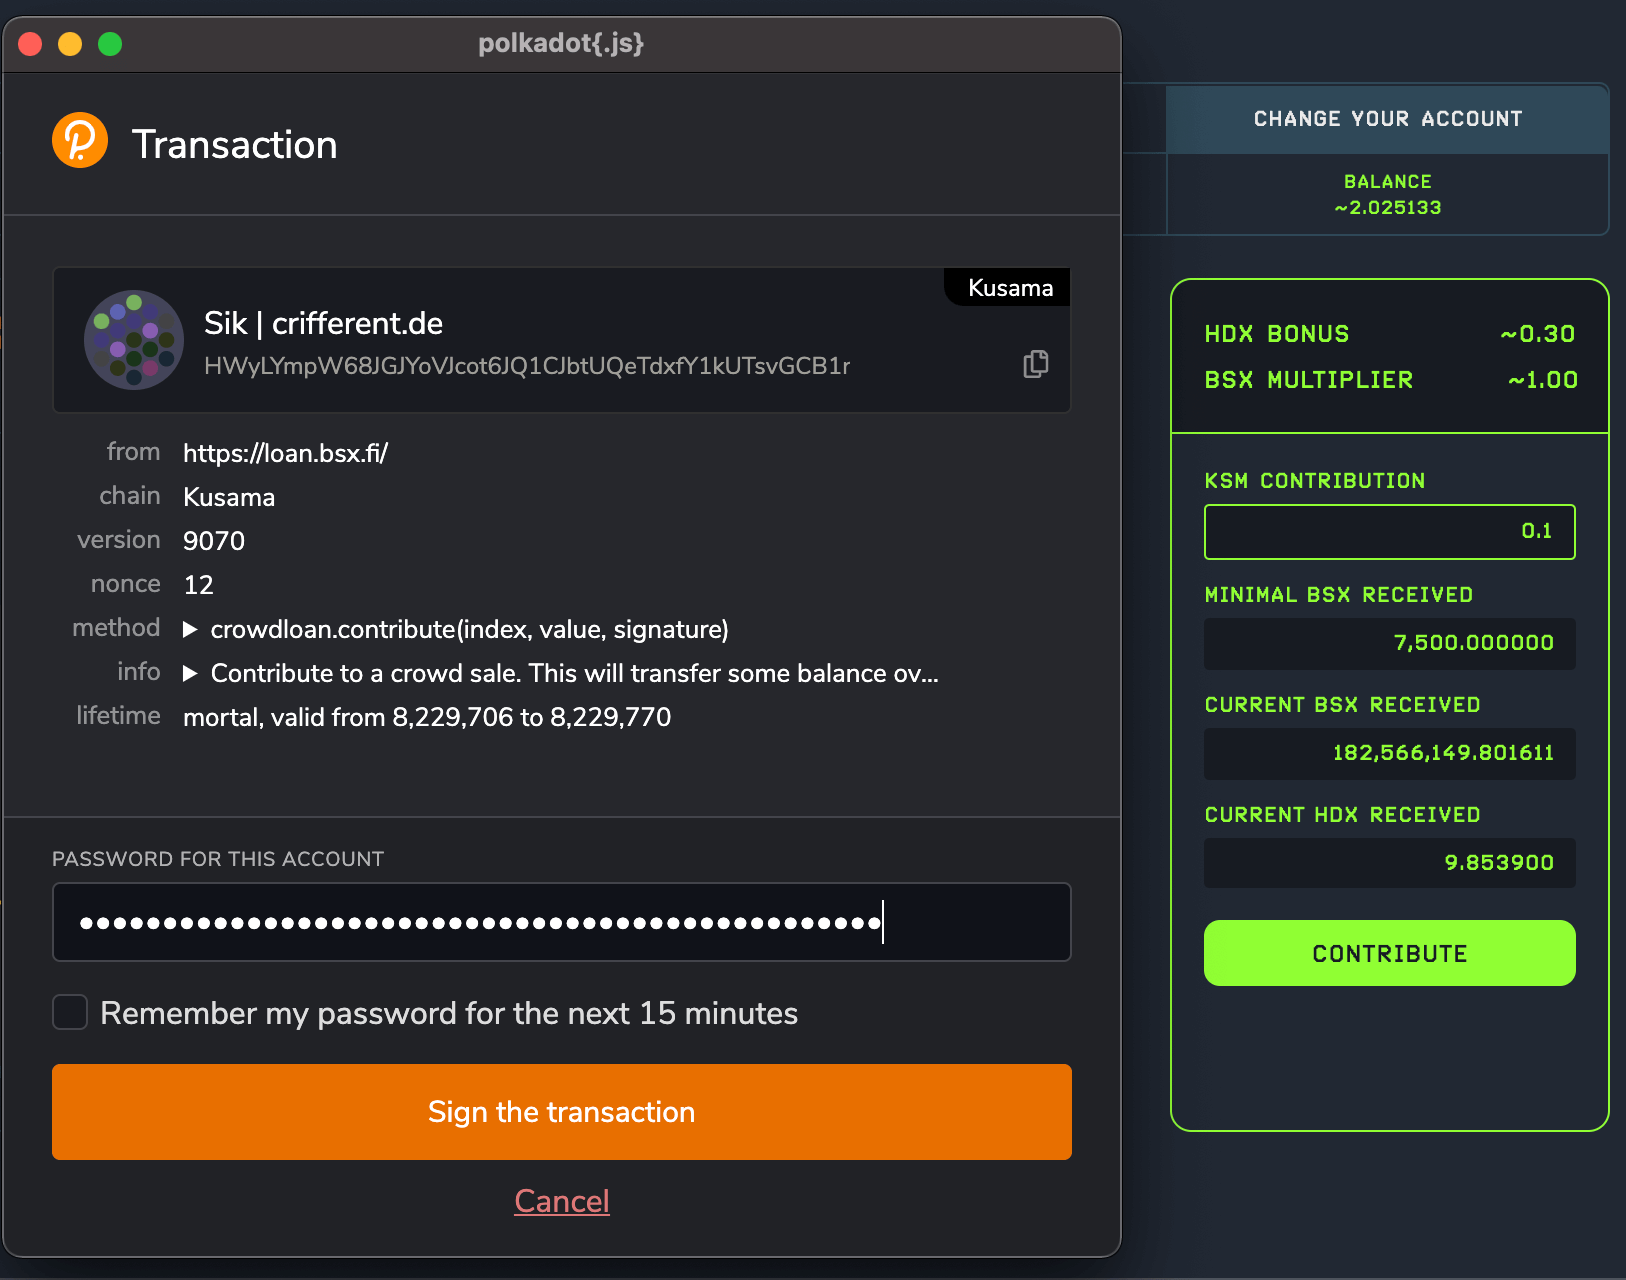 polkadot{.js}
Transaction
Kusama
Sik | crifferent.de
HWyLYmpW68JGJYoVJcot6JQ1CJbtUQeTdxfY1kUTsvGCB1r
from https://loan.bsx.fi/
chain Kusama
version 9070
nonce 12
method ▶ crowdloan.contribute(index, value, signature)
info ▶ Contribute to a crowd sale. This will transfer some balance ov...
lifetime mortal, valid from 8,229,706 to 8,229,770
PASSWORD FOR THIS ACCOUNT
Remember my password for the next 15 minutes
Sign the transaction
Cancel
CHANGE YOUR ACCOUNT
BALANCE
~2.025133
HDX BONUS ~0.30
BSX MULTIPLIER ~1.00
KSM CONTRIBUTION
0.1
MINIMAL BSX RECEIVED
7,500.000000
CURRENT BSX RECEIVED
182,566,149.801611
CURRENT HDX RECEIVED
9.853900
CONTRIBUTE